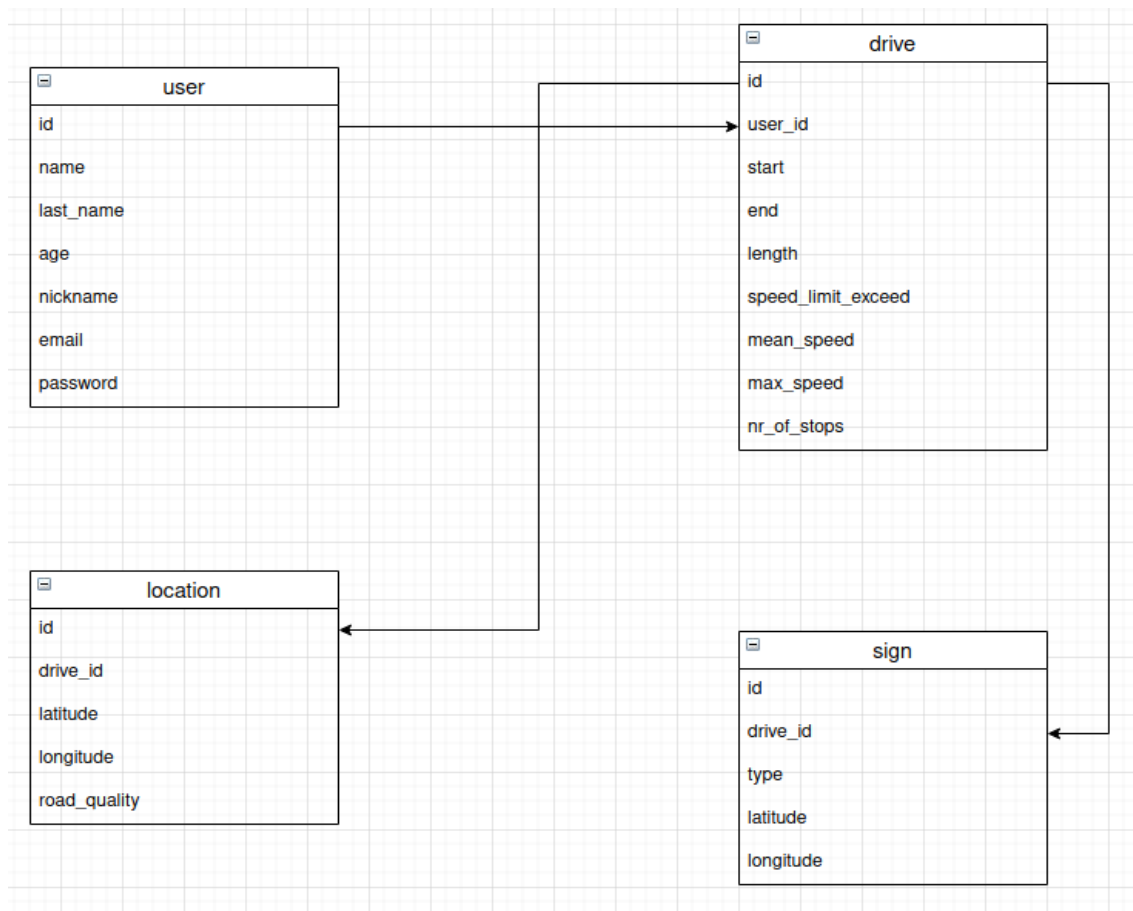 user
id
name
last_name
age
nickname
email
password
drive
id
user_id
start
end
length
speed_limit_exceed
mean_speed
max_speed
nr_of_stops
location
id
drive_id
latitude
longitude
road_quality
sign
id
drive_id
type
latitude
longitude